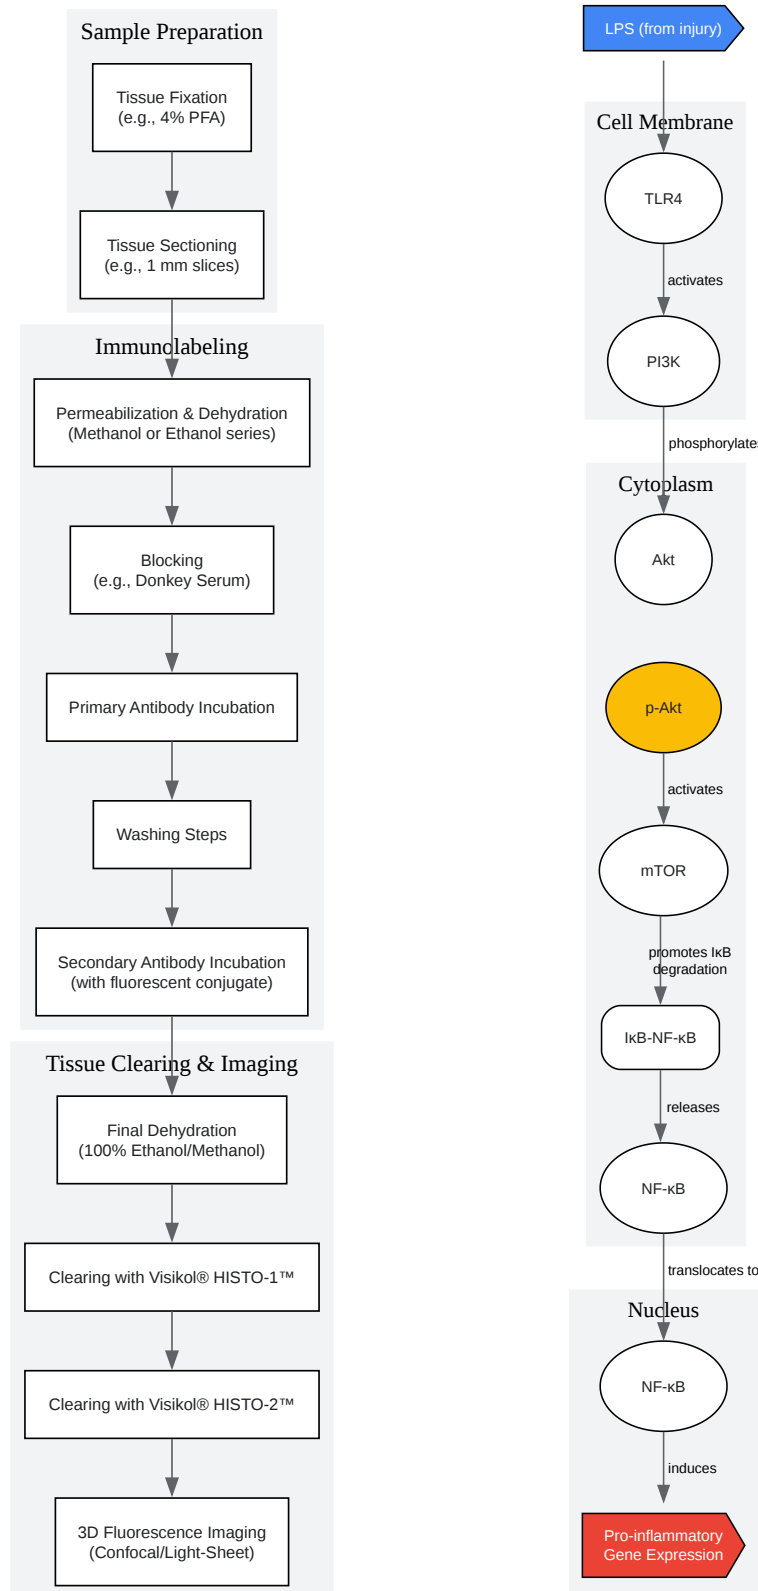 Sample Preparation
Tissue Fixation
(e.g., 4% PFA)
Tissue Sectioning
(e.g., 1 mm slices)
Immunolabeling
Permeabilization & Dehydration
(Methanol or Ethanol series)
Blocking
(e.g., Donkey Serum)
Primary Antibody Incubation
Washing Steps
Secondary Antibody Incubation
(with fluorescent conjugate)
Tissue Clearing & Imaging
Final Dehydration
(100% Ethanol/Methanol)
Clearing with Visikol® HISTO-1™
Clearing with Visikol® HISTO-2™
3D Fluorescence Imaging
(Confocal/Light-Sheet)
LPS (from injury)
Cell Membrane
TLR4
activates
PI3K
phosphorylates
Cytoplasm
Akt
p-Akt
activates
mTOR
promotes IκB
degradation
IκB-NF-κB
releases
NF-κB
translocates to
Nucleus
NF-κB
induces
Pro-inflammatory
Gene Expression